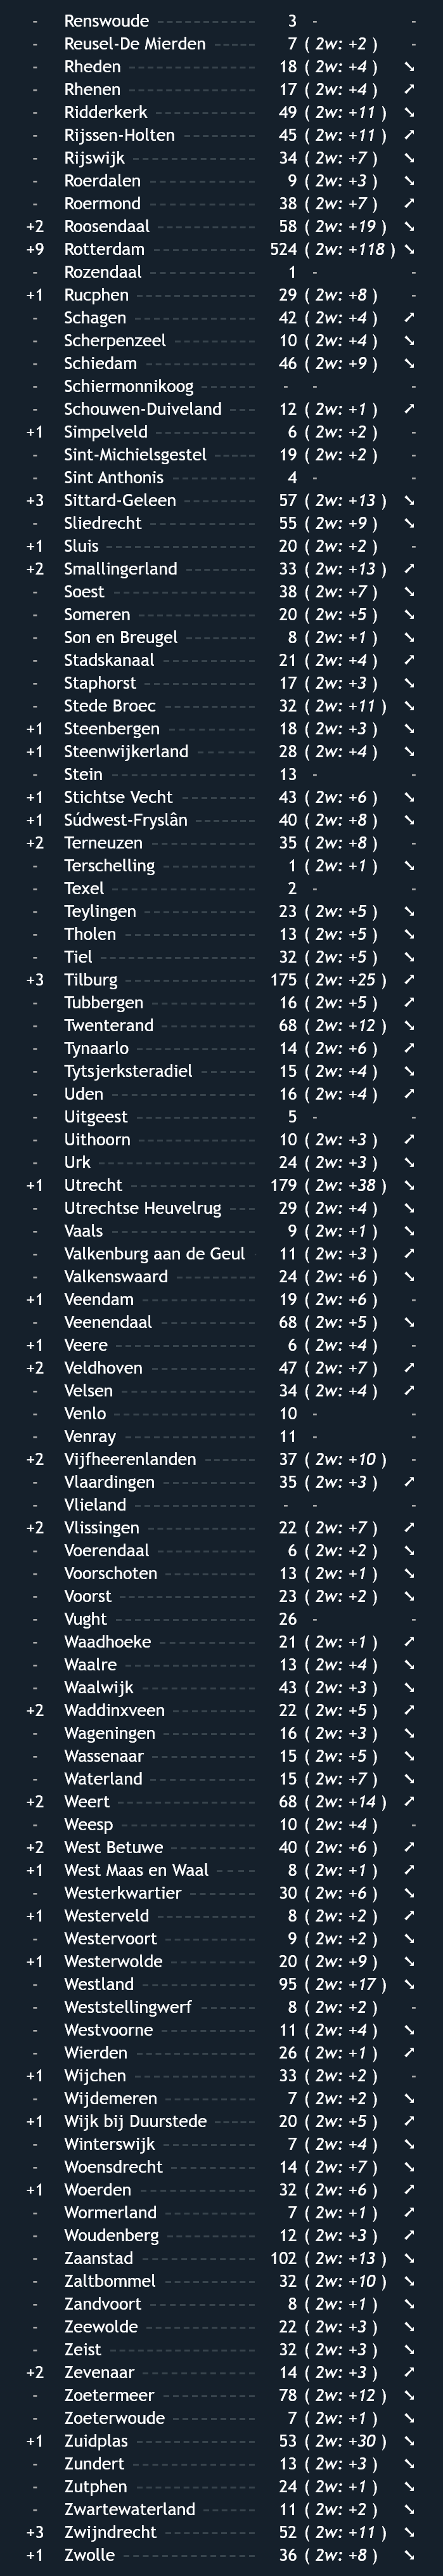 - Renswoude 3 - -
- Reusel-De Mierden 7 ( 2w: +2 ) -
- Rheden 18 ( 2w: +4 ) ↘
- Rhenen 17 ( 2w: +4 ) ↗
- Ridderkerk 49 ( 2w: +11 ) ↘
- Rijssen-Holten 45 ( 2w: +11 ) ↗
- Rijswijk 34 ( 2w: +7 ) ↘
- Roerdalen 9 ( 2w: +3 ) ↘
- Roermond 38 ( 2w: +7 ) ↗
+2 Roosendaal 58 ( 2w: +19 ) ↘
+9 Rotterdam 524 ( 2w: +118 ) ↘
- Rozendaal 1 - -
+1 Rucphen 29 ( 2w: +8 ) -
- Schagen 42 ( 2w: +4 ) ↗
- Scherpenzeel 10 ( 2w: +4 ) ↘
- Schiedam 46 ( 2w: +9 ) ↘
- Schiermonnikoog - - -
- Schouwen-Duiveland 12 ( 2w: +1 ) ↗
+1 Simpelveld 6 ( 2w: +2 ) -
- Sint-Michielsgestel 19 ( 2w: +2 ) -
- Sint Anthonis 4 - -
+3 Sittard-Geleen 57 ( 2w: +13 ) ↘
- Sliedrecht 55 ( 2w: +9 ) ↘
+1 Sluis 20 ( 2w: +2 ) -
+2 Smallingerland 33 ( 2w: +13 ) ↗
- Soest 38 ( 2w: +7 ) ↘
- Someren 20 ( 2w: +5 ) ↘
- Son en Breugel 8 ( 2w: +1 ) ↘
- Stadskanaal 21 ( 2w: +4 ) ↗
- Staphorst 17 ( 2w: +3 ) ↘
- Stede Broec 32 ( 2w: +11 ) ↘
+1 Steenbergen 18 ( 2w: +3 ) ↘
+1 Steenwijkerland 28 ( 2w: +4 ) ↘
- Stein 13 - -
+1 Stichtse Vecht 43 ( 2w: +6 ) ↘
+1 Súdwest-Fryslân 40 ( 2w: +8 ) ↘
+2 Terneuzen 35 ( 2w: +8 ) -
- Terschelling 1 ( 2w: +1 ) ↘
- Texel 2 - -
- Teylingen 23 ( 2w: +5 ) ↘
- Tholen 13 ( 2w: +5 ) ↘
- Tiel 32 ( 2w: +5 ) ↘
+3 Tilburg 175 ( 2w: +25 ) ↗
- Tubbergen 16 ( 2w: +5 ) ↗
- Twenterand 68 ( 2w: +12 ) ↘
- Tynaarlo 14 ( 2w: +6 ) ↗
- Tytsjerksteradiel 15 ( 2w: +4 ) ↘
- Uden 16 ( 2w: +4 ) ↗
- Uitgeest 5 - -
- Uithoorn 10 ( 2w: +3 ) ↗
- Urk 24 ( 2w: +3 ) ↘
+1 Utrecht 179 ( 2w: +38 ) ↘
- Utrechtse Heuvelrug 29 ( 2w: +4 ) ↘
- Vaals 9 ( 2w: +1 ) ↘
- Valkenburg aan de Geul 11 ( 2w: +3 ) ↗
- Valkenswaard 24 ( 2w: +6 ) ↘
+1 Veendam 19 ( 2w: +6 ) -
- Veenendaal 68 ( 2w: +5 ) ↘
+1 Veere 6 ( 2w: +4 ) -
+2 Veldhoven 47 ( 2w: +7 ) ↗
- Velsen 34 ( 2w: +4 ) ↗
- Venlo 10 - -
- Venray 11 - -
+2 Vijfheerenlanden 37 ( 2w: +10 ) -
- Vlaardingen 35 ( 2w: +3 ) ↗
- Vlieland - - -
+2 Vlissingen 22 ( 2w: +7 ) ↗
- Voerendaal 6 ( 2w: +2 ) ↘
- Voorschoten 13 ( 2w: +1 ) ↘
- Voorst 23 ( 2w: +2 ) ↘
- Vught 26 - -
- Waadhoeke 21 ( 2w: +1 ) ↗
- Waalre 13 ( 2w: +4 ) ↘
- Waalwijk 43 ( 2w: +3 ) ↘
+2 Waddinxveen 22 ( 2w: +5 ) ↗
- Wageningen 16 ( 2w: +3 ) ↘
- Wassenaar 15 ( 2w: +5 ) ↘
- Waterland 15 ( 2w: +7 ) ↘
+2 Weert 68 ( 2w: +14 ) ↗
- Weesp 10 ( 2w: +4 ) -
+2 West Betuwe 40 ( 2w: +6 ) ↗
+1 West Maas en Waal 8 ( 2w: +1 ) ↗
- Westerkwartier 30 ( 2w: +6 ) ↘
+1 Westerveld 8 ( 2w: +2 ) ↗
- Westervoort 9 ( 2w: +2 ) ↘
+1 Westerwolde 20 ( 2w: +9 ) ↘
- Westland 95 ( 2w: +17 ) ↘
- Weststellingwerf 8 ( 2w: +2 ) -
- Westvoorne 11 ( 2w: +4 ) ↘
- Wierden 26 ( 2w: +1 ) ↗
+1 Wijchen 33 ( 2w: +2 ) -
- Wijdemeren 7 ( 2w: +2 ) ↘
+1 Wijk bij Duurstede 20 ( 2w: +5 ) ↗
- Winterswijk 7 ( 2w: +4 ) ↘
- Woensdrecht 14 ( 2w: +7 ) ↘
+1 Woerden 32 ( 2w: +6 ) ↗
- Wormerland 7 ( 2w: +1 ) ↗
- Woudenberg 12 ( 2w: +3 ) ↗
- Zaanstad 102 ( 2w: +13 ) ↘
- Zaltbommel 32 ( 2w: +10 ) ↘
- Zandvoort 8 ( 2w: +1 ) ↘
- Zeewolde 22 ( 2w: +3 ) ↘
- Zeist 32 ( 2w: +3 ) ↘
+2 Zevenaar 14 ( 2w: +3 ) ↗
- Zoetermeer 78 ( 2w: +12 ) ↘
- Zoeterwoude 7 ( 2w: +1 ) ↘
+1 Zuidplas 53 ( 2w: +30 ) ↘
- Zundert 13 ( 2w: +3 ) ↘
- Zutphen 24 ( 2w: +1 ) ↘
- Zwartewaterland 11 ( 2w: +2 ) ↘
+3 Zwijndrecht 52 ( 2w: +11 ) ↘
+1 Zwolle 36 ( 2w: +8 ) ↘